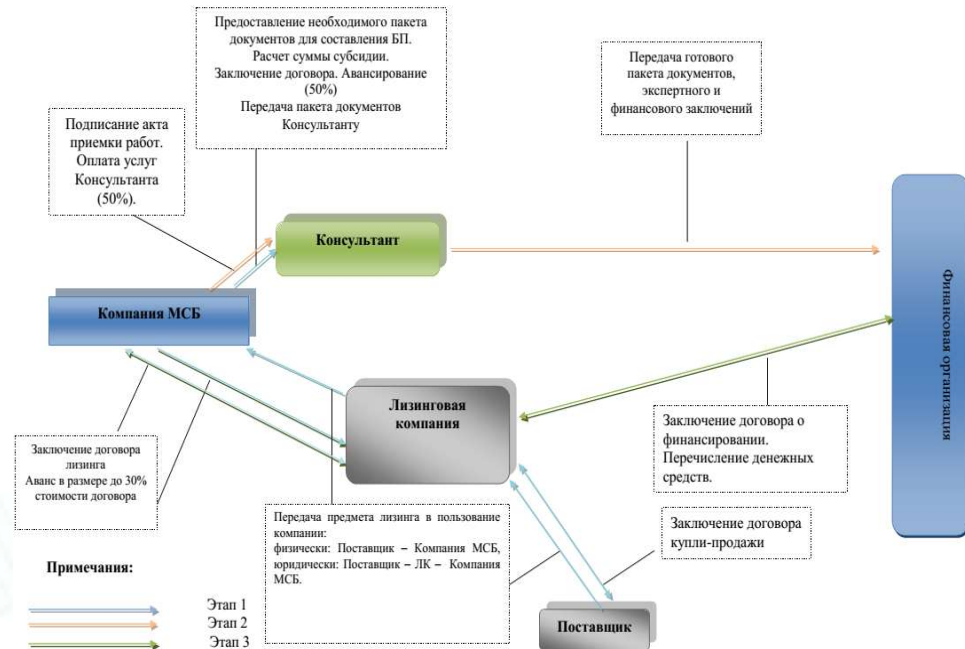 Предоставление необходимого пакета
документов для составления БП.
Расчет суммы субсидии.
Заключение договора. Авансирование
(50%)
Передача пакета документов
Консультанту
Передача готового
пакета документов,
экспертного и
финансового заключений
Подписание акта
приемки работ.
Оплата услуг
Консультанта
(50%).
Консультант
Компания МСБ
Финансовая организация
Лизинговая
компания
Заключение договора
лизинга
Аванс в размере до 30%
стоимости договора
Заключение договора о
финансировании.
Перечисление денежных
средств.
Передача предмета лизинга в пользование
компании:
физически: Поставщик – Компания МСБ,
юридически: Поставщик – ЛК – Компания
МСБ.
Заключение договора
купли-продажи
Поставщик
Примечания:
Этап 1
Этап 2
Этап 3